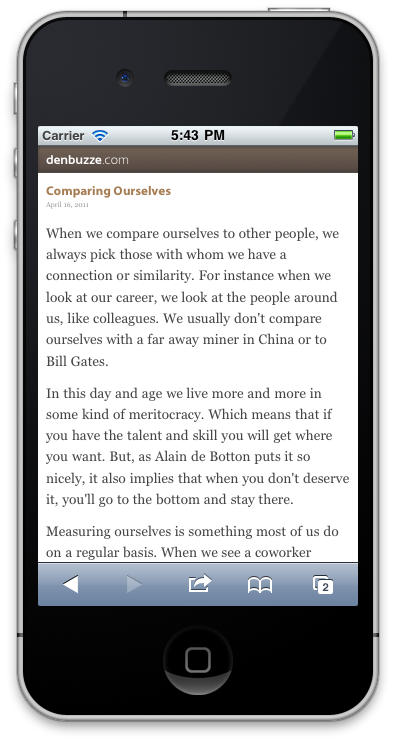 Carrier 5:43 PM
denbuzze.com
Comparing Ourselves
April 16, 2011
When we compare ourselves to other people, we
always pick those with whom we have a
connection or similarity. For instance when we
look at our career, we look at the people around
us, like colleagues. We usually don't compare
ourselves with a far away miner in China or to
Bill Gates.
In this day and age we live more and more in
some kind of meritocracy. Which means that if
you have the talent and skill you will get where
you want. But, as Alain de Botton puts it so
nicely, it also implies that when you don't deserve
it, you'll go to the bottom and stay there.
Measuring ourselves is something most of us do
on a regular basis. When we see a coworker
2